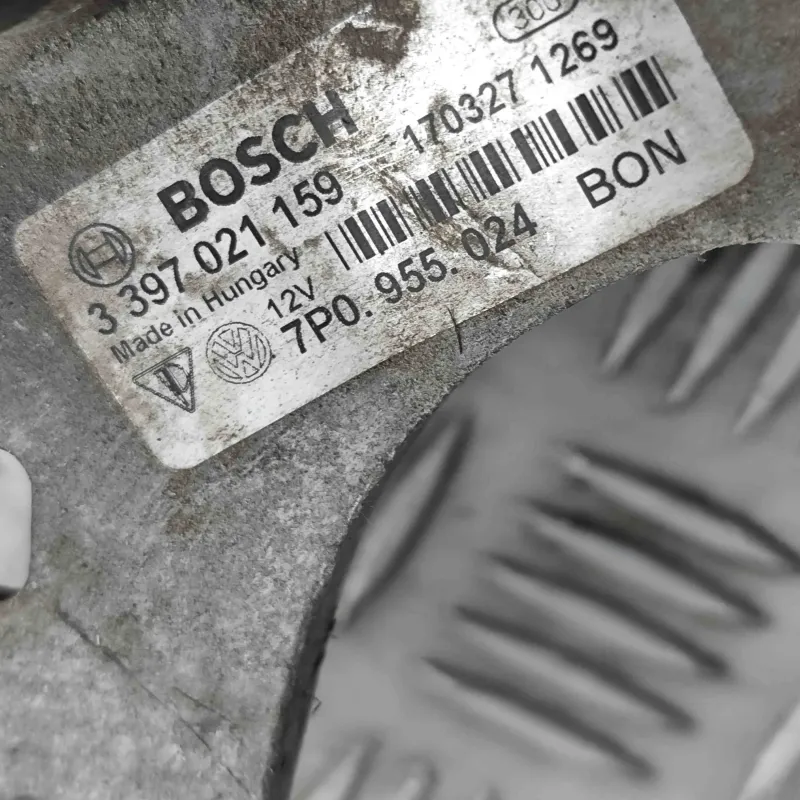 300
BOSCH
3 397 021 159
170327 1269
Made in Hungary
12V
7P0. 955. 024
BON